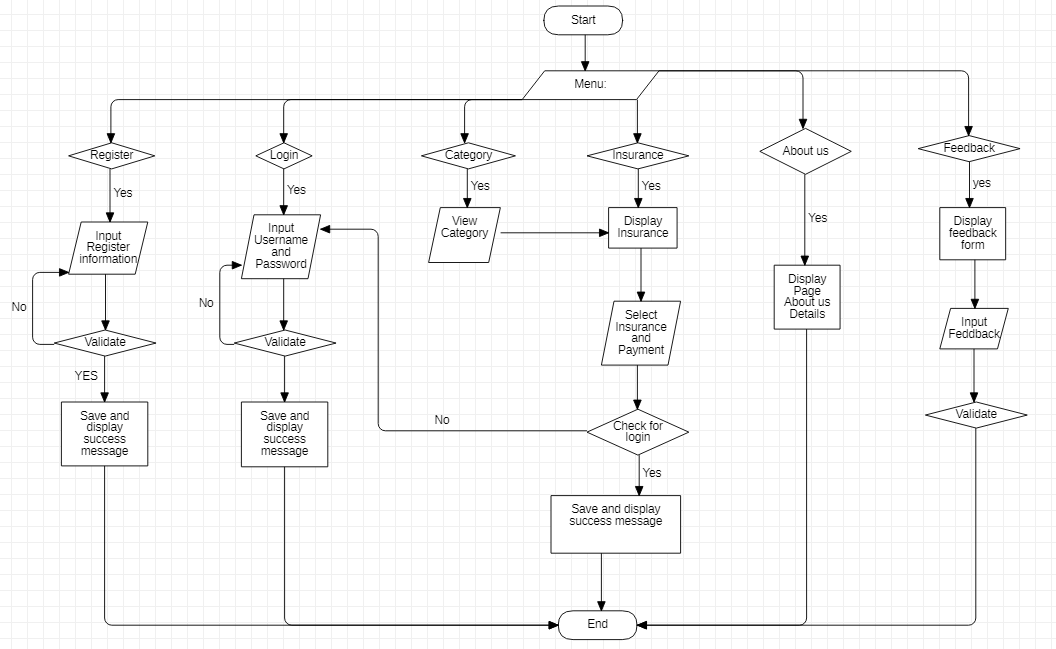 Start
Menu:
Register
Login
Category
Insurance
About us
Feedback
Yes
Yes
Yes
Yes
Yes
yes
Input
Register
information
Input
Username
and
Password
View
Category
Display
Insurance
Display
feedback
form
Display
Page
About us
Details
No
No
Select
Insurance
and
Payment
Input
Feddback
Validate
Validate
YES
Save and
display
success
message
Save and
display
success
message
No
Check for
login
Validate
Yes
Save and display
success message
End